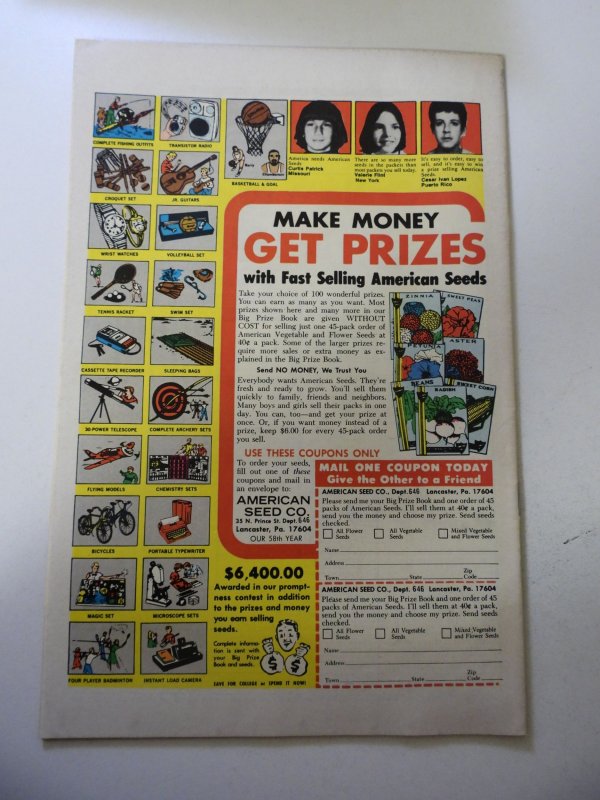 COMPLETE FISHING OUTFITS
TRANSISTOR RADIO
CROQUET SET
JR. GUITARS
BASKETBALL & GOAL
WRIST WATCHES
VOLLEYBALL SET
TENNIS RACKET
SWIM SET
CASSETTE TAPE RECORDER
SLEEPING BAGS
30 POWER TELESCOPE
COMPLETE ARCHERY SETS
FLYING MODELS
CHEMISTRY SETS
BICYCLES
PORTABLE TYPEWRITER
MAGIC SET
MICROSCOPE SETS
FOUR PLAYER BADMINTON
INSTANT LOAD CAMERA
America needs American
Seeds
Curtis Patrick
Missouri
There are so many more
seeds in the packets than
most packets you sell today.
Valerie Flini
New York
It's easy to order, easy to
sell, and it's easy to win
a prize selling American
Seeds.
Cesar Ivan Lopez
Puerto Rico
MAKE MONEY
GET PRIZES
with Fast Selling American Seeds
Take your choice of 100 wonderful prizes.
You can earn as many as you want. Most
prizes shown here and many more in our
Big Prize Book are given WITHOUT
COST for selling just one 45-pack order of
American Vegetable and Flower Seeds at
40¢ a pack. Some of the larger prizes re-
quire more sales or extra money as ex-
plained in the Big Prize Book.
Send NO MONEY, We Trust You
Everybody wants American Seeds. They're
fresh and ready to grow. You'll sell them
quickly to family, friends and neighbors.
Many boys and girls sell their packs in one
day. You can, too—and get your prize at
once. Or, if you want money instead of a
prize, keep $6.00 for every 45-pack order
you sell.
ZINNIA
SWEET PEAS
PETUNIA
ASTER
BEANS
RADISH
SWEET CORN
USE THESE COUPONS ONLY
To order your seeds,
fill out one of these
coupons and mail in
an envelope to:
AMERICAN
SEED CO.
35 N. Prince St. Dept. 646
Lancaster, Pa. 17604
OUR 58th YEAR
MAIL ONE COUPON TODAY
Give the Other to a Friend
AMERICAN SEED CO., Dept. 646 Lancaster, Pa. 17604
Please send me your Big Prize Book and one order of 45
packs of American Seeds. I'll sell them at 40¢ a pack,
send you the money and choose my prize. Send seeds
checked.
All Flower Seeds
All Vegetable Seeds
Mixed Vegetable and Flower Seeds
Name
Address
Town State Zip Code
AMERICAN SEED CO., Dept. 646 Lancaster, Pa. 17604
Please send me your Big Prize Book and one order of 45
packs of American Seeds. I'll sell them at 40¢ a pack,
send you the money and choose my prize. Send seeds
checked.
All Flower Seeds
All Vegetable Seeds
Mixed Vegetable and Flower Seeds
Name
Address
Town State Zip Code
$6,400.00
Awarded in our prompt-
ness contest in addition
to the prizes and money
you earn selling
seeds.
Complete informa-
tion is sent with
your Big Prize
Book and seeds.
$ $
SAVE FOR COLLEGE or SPEND IT NOW!